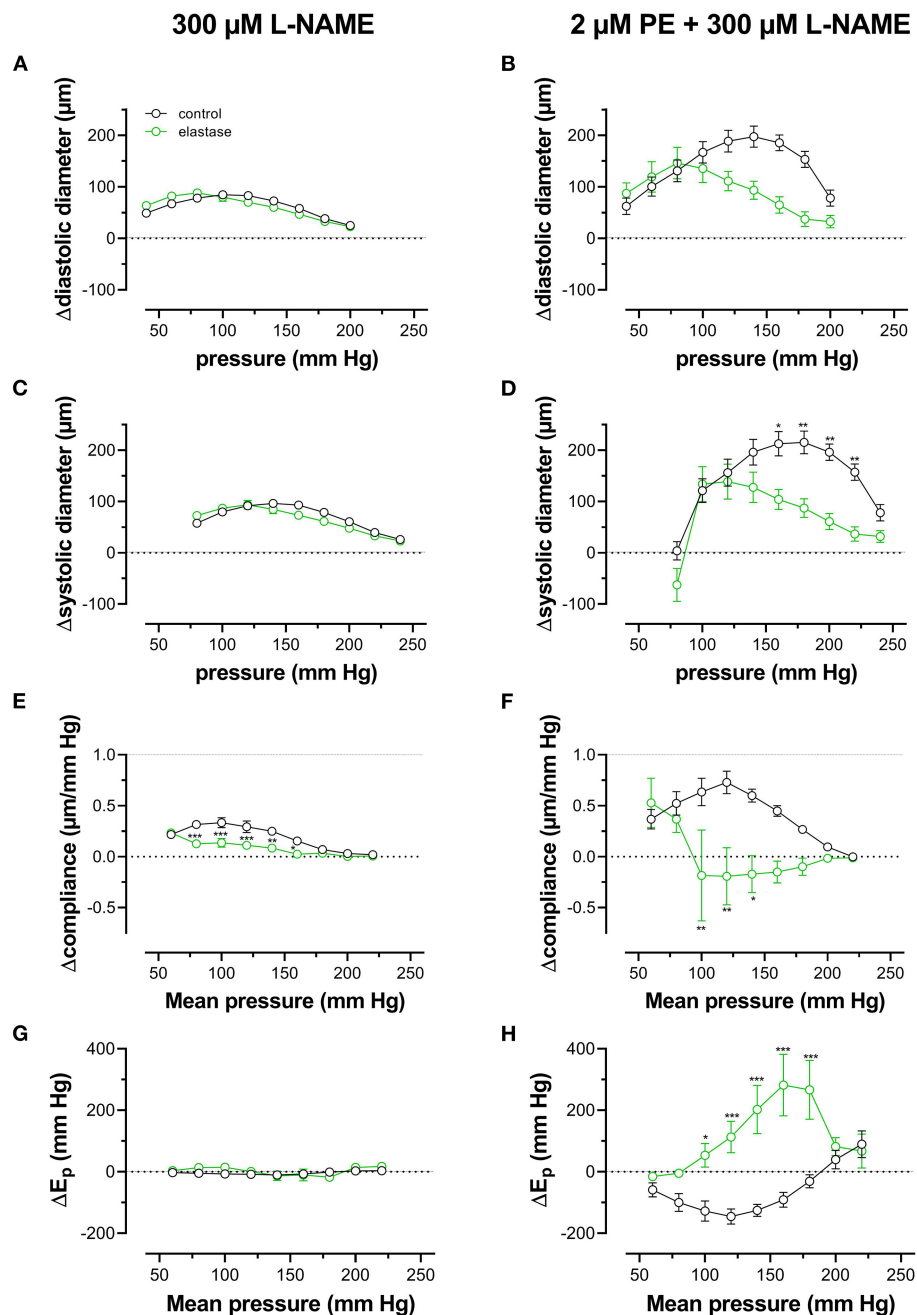 300 µM L-NAME
2 µM PE + 300 µM L-NAME
A
B
control
elastase
Δdiastolic diameter (µm)
200
100
0
-100
50
100
150
200
250
pressure (mm Hg)
Δdiastolic diameter (µm)
200
100
0
-100
50
100
150
200
250
pressure (mm Hg)
C
D
Δsystolic diameter (µm)
200
100
0
-100
50
100
150
200
250
pressure (mm Hg)
Δsystolic diameter (µm)
200
100
0
-100
* ** ** **
50
100
150
200
250
pressure (mm Hg)
E
F
Δcompliance (µm/mm Hg)
1.0
0.5
0.0
-0.5
*** *** *** ** *
50
100
150
200
250
Mean pressure (mm Hg)
Δcompliance (µm/mm Hg)
1.0
0.5
0.0
-0.5
** ** *
50
100
150
200
250
Mean pressure (mm Hg)
G
H
ΔEp (mm Hg)
400
200
0
-200
50
100
150
200
250
Mean pressure (mm Hg)
ΔEp (mm Hg)
400
200
0
-200
* *** *** *** ***
50
100
150
200
250
Mean pressure (mm Hg)